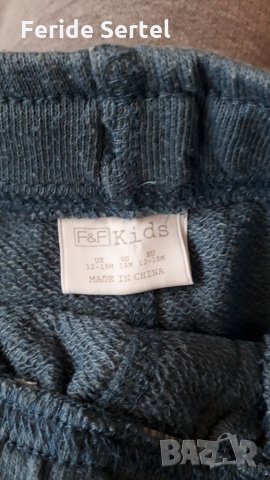 Feride Sertel
F&F Kids
UK US EU
12-18M 18M 12-18M
MADE IN CHINA
BAZAR